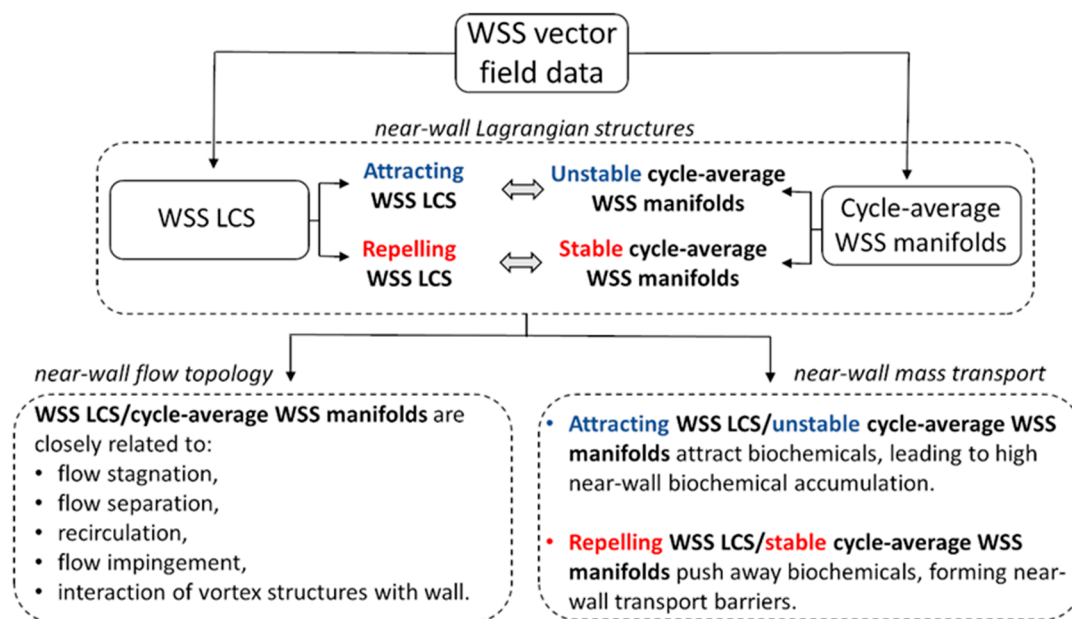 WSS vector
field data
near-wall Lagrangian structures
WSS LCS
Attracting
WSS LCS
Unstable cycle-average
WSS manifolds
Repelling
WSS LCS
Stable cycle-average
WSS manifolds
Cycle-average
WSS manifolds
near-wall flow topology
WSS LCS/cycle-average WSS manifolds are
closely related to:
• flow stagnation,
• flow separation,
• recirculation,
• flow impingement,
• interaction of vortex structures with wall.
near-wall mass transport
• Attracting WSS LCS/unstable cycle-average WSS
manifolds attract biochemicals, leading to high
near-wall biochemical accumulation.
• Repelling WSS LCS/stable cycle-average WSS
manifolds push away biochemicals, forming near-
wall transport barriers.